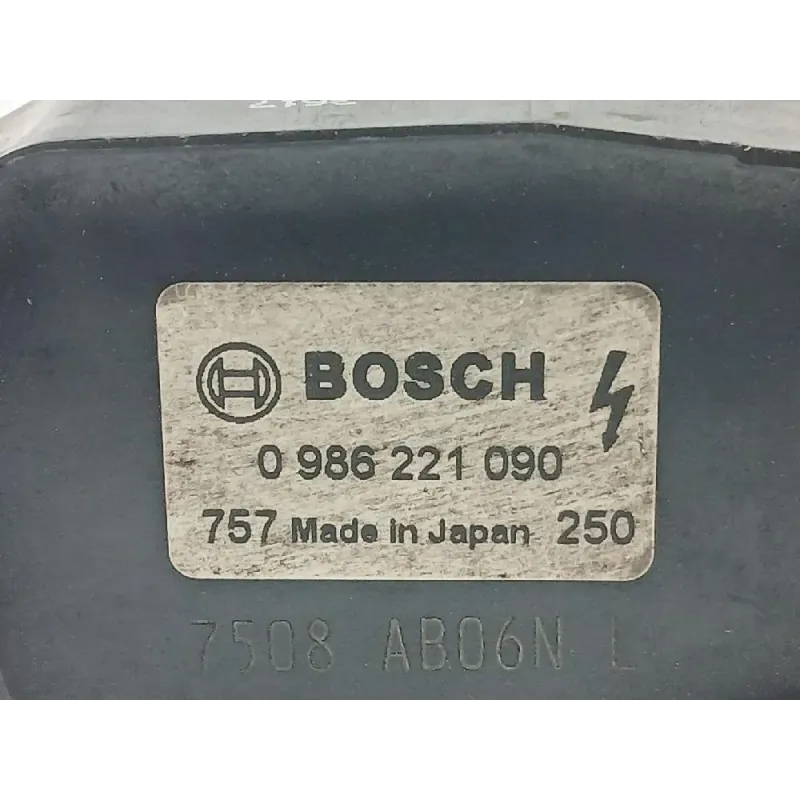 BOSCH
0 986 221 090
757 Made in Japan 250
7508 AB06N L